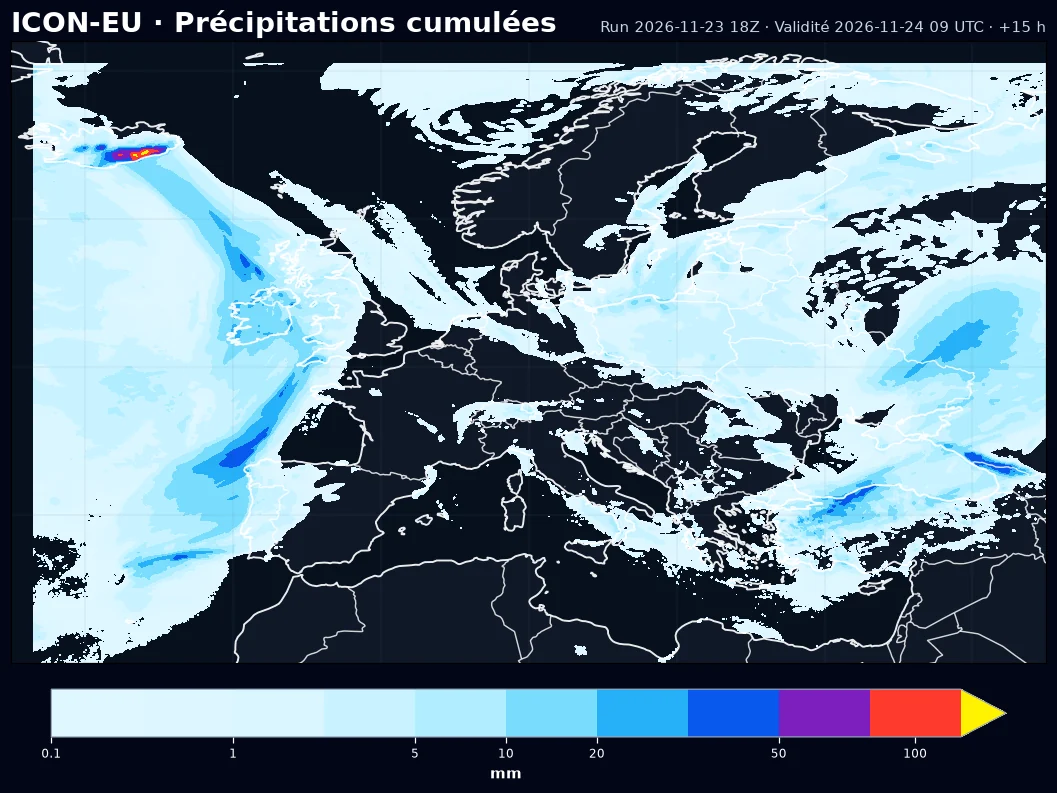 ICON-EU · Précipitations cumulées
Run 2026-11-23 18Z · Validité 2026-11-24 09 UTC · +15 h
0.1 1 5 10 20 50 100
mm